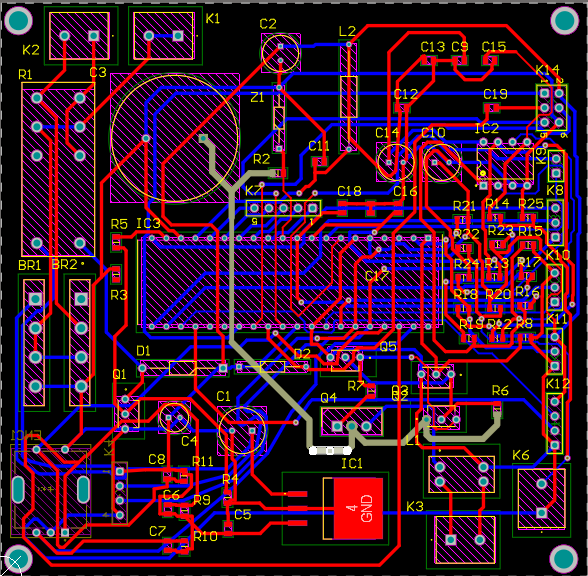 K2
K1
C2
L2
C13 C9 C15
R1
C3
K14
Z1
C12
C19
IC2
C14
C10
C11
R2
K9
K7
C18
C16
K8
R5
IC3
R21
R14
R25
R22
R23
R15
BR1
BR2
C17
R24
R13
R17
K10
R3
R18
R20
R16
R19
R12
R8
K11
D1
D2
Q5
Q1
R7
Q3
K12
C1
Q4
R6
C4
IC1
K6
C8
R11
R4
C6
R9
C5
4
GND
K3
C7
R10